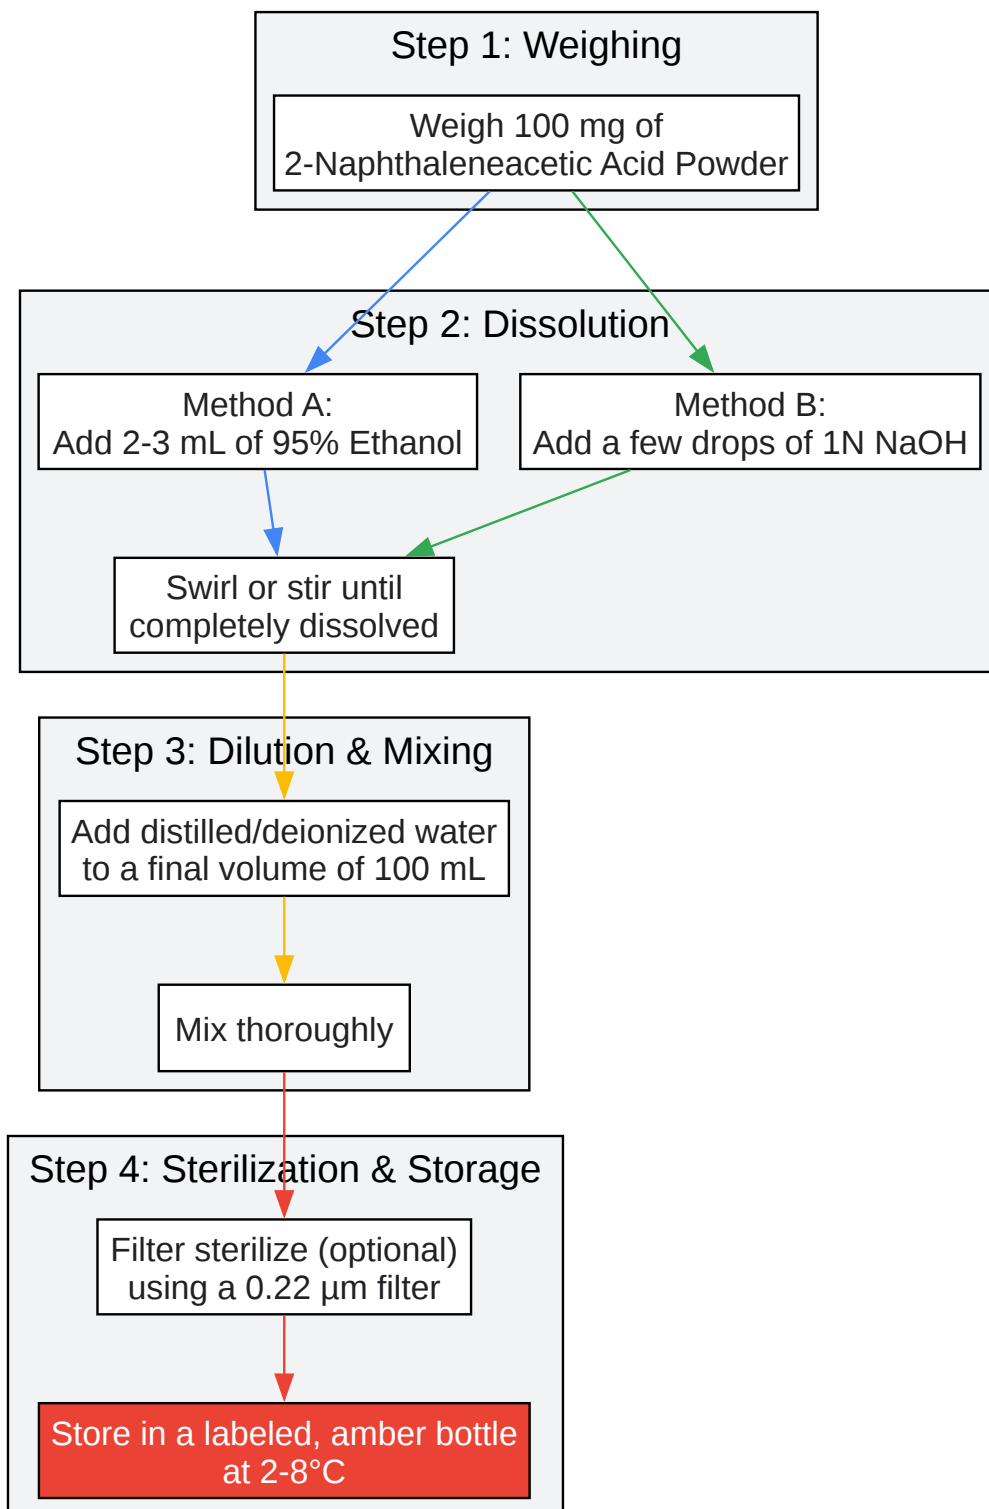 Step 1: Weighing
Weigh 100 mg of
2-Naphthaleneacetic Acid Powder
Step 2: Dissolution
Method A:
Add 2-3 mL of 95% Ethanol
Method B:
Add a few drops of 1N NaOH
Swirl or stir until
completely dissolved
Step 3: Dilution & Mixing
Add distilled/deionized water
to a final volume of 100 mL
Mix thoroughly
Step 4: Sterilization & Storage
Filter sterilize (optional)
using a 0.22 µm filter
Store in a labeled, amber bottle
at 2-8°C